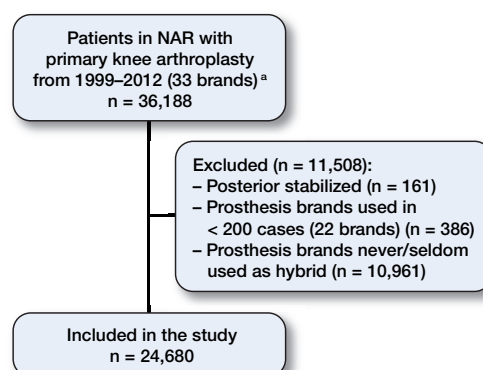 Patients in NAR with
primary knee arthroplasty
from 1999–2012 (33 brands) a
n = 36,188
Excluded (n = 11,508):
– Posterior stabilized (n = 161)
– Prosthesis brands used in
< 200 cases (22 brands) (n = 386)
– Prosthesis brands never/seldom
used as hybrid (n = 10,961)
Included in the study
n = 24,680